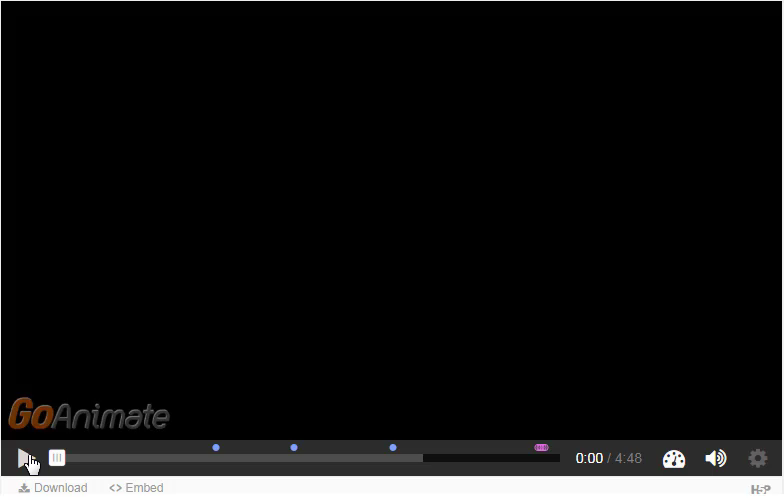 GoAnimate
0:00 / 4:48
Download <> Embed
H-P